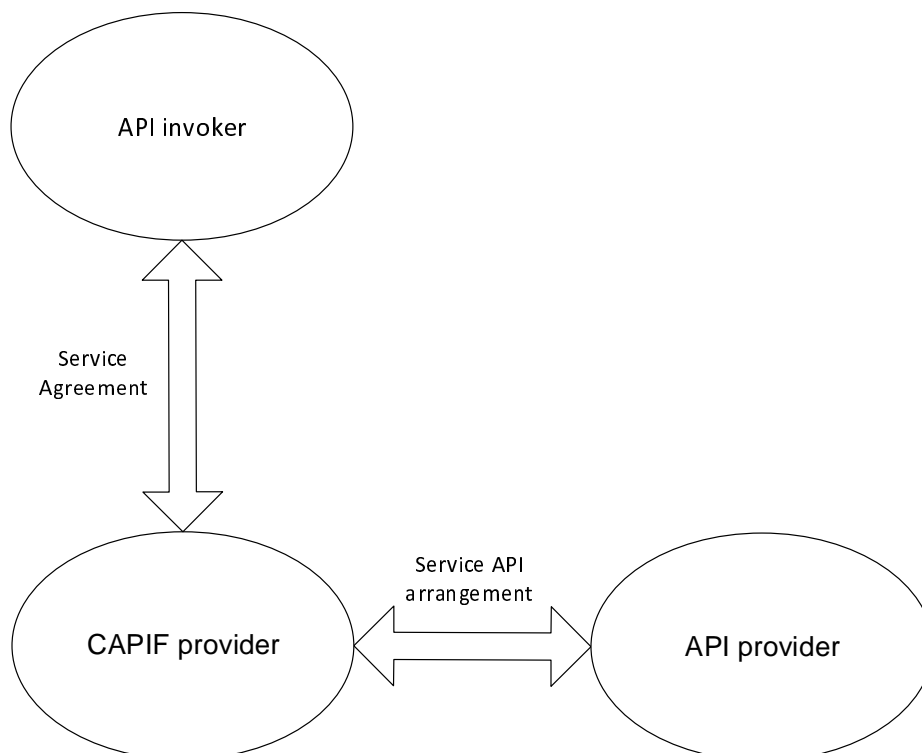 API invoker
Service
Agreement
Service API
arrangement
CAPIF provider
API provider